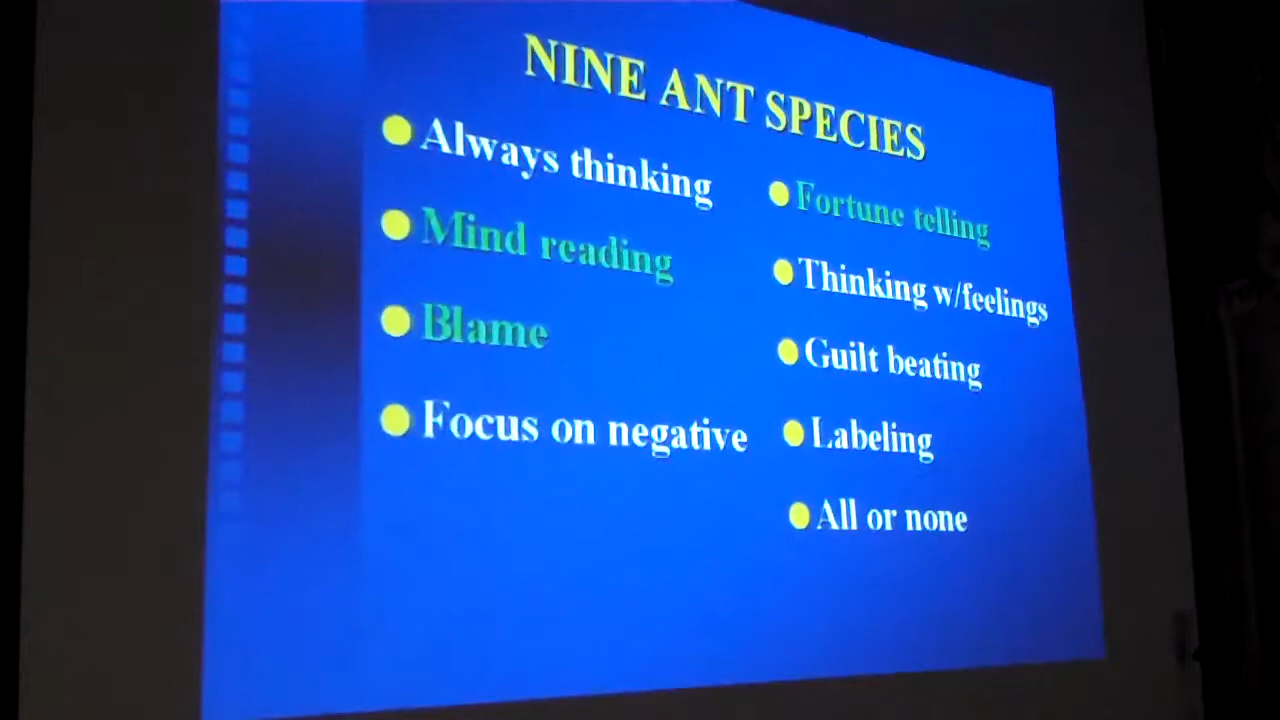 NINE ANT SPECIES
Always thinking
Mind reading
Blame
Focus on negative
Fortune telling
Thinking w/feelings
Guilt beating
Labeling
All or none